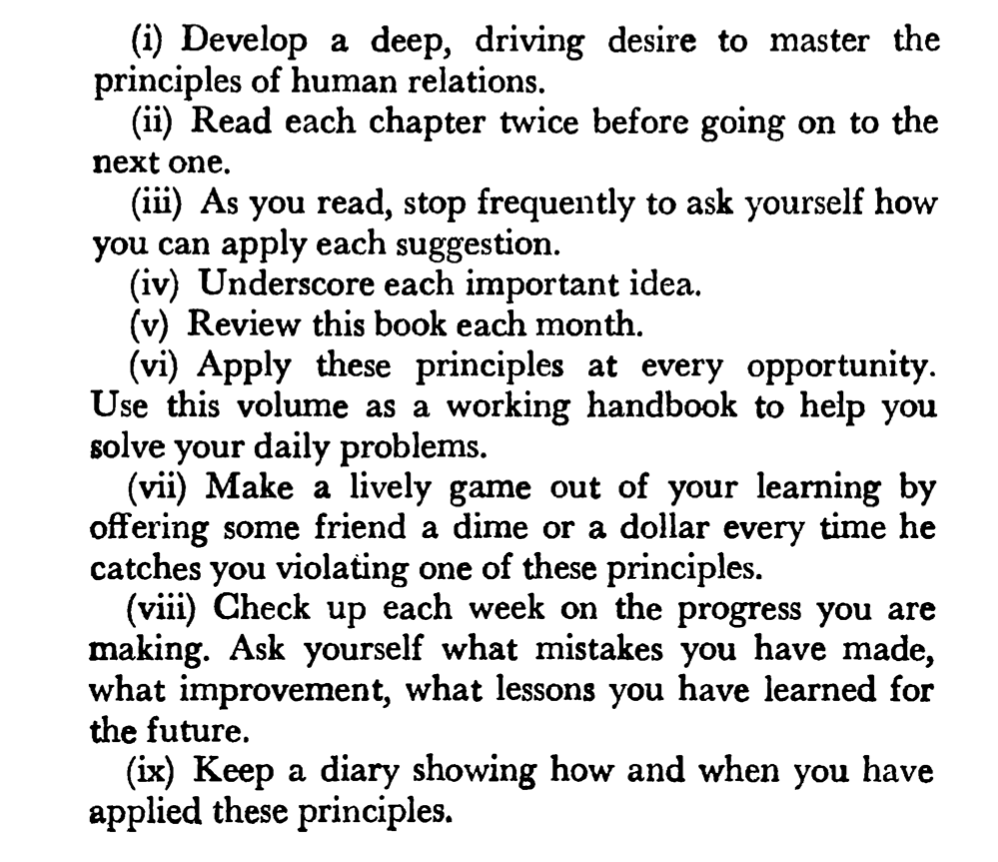 (i) Develop a deep, driving desire to master the
principles of human relations.
(ii) Read each chapter twice before going on to the
next one.
(iii) As you read, stop frequently to ask yourself how
you can apply each suggestion.
(iv) Underscore each important idea.
(v) Review this book each month.
(vi) Apply these principles at every opportunity.
Use this volume as a working handbook to help you
solve your daily problems.
(vii) Make a lively game out of your learning by
offering some friend a dime or a dollar every time he
catches you violating one of these principles.
(viii) Check up each week on the progress you are
making. Ask yourself what mistakes you have made,
what improvement, what lessons you have learned for
the future.
(ix) Keep a diary showing how and when you have
applied these principles.